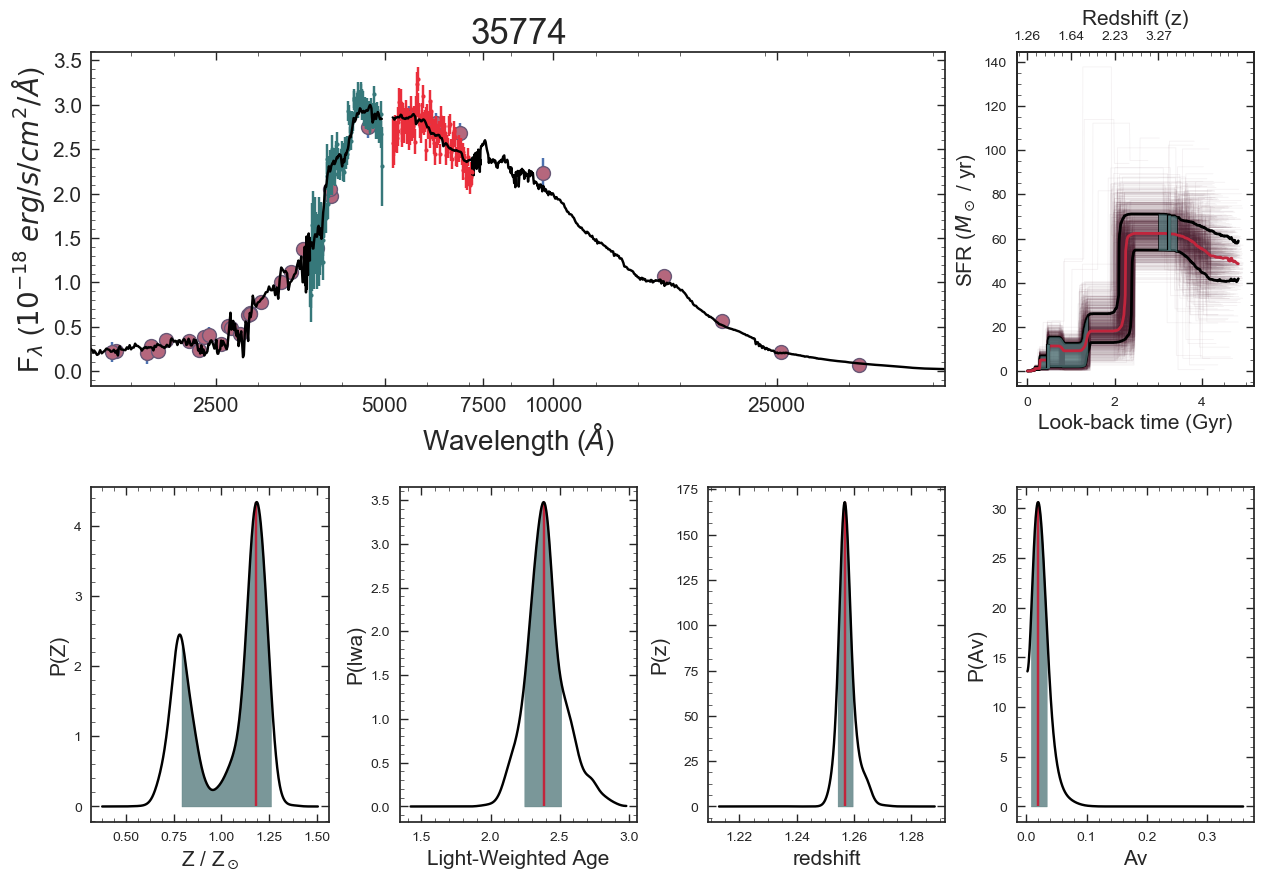 35774
F_λ (10^{-18} erg/s/cm^2/Å)
3.5
3.0
2.5
2.0
1.5
1.0
0.5
0.0
2500 5000 7500 10000 25000
Wavelength (Å)
Redshift (z)
1.26 1.64 2.23 3.27
SFR (M_⊙ / yr)
140
120
100
80
60
40
20
0
0 2 4
Look-back time (Gyr)
P(Z)
4
3
2
1
0
0.50 0.75 1.00 1.25 1.50
Z / Z_⊙
P(lwa)
3.5
3.0
2.5
2.0
1.5
1.0
0.5
0.0
1.5 2.0 2.5 3.0
Light-Weighted Age
P(z)
175
150
125
100
75
50
25
0
1.22 1.24 1.26 1.28
redshift
P(Av)
30
25
20
15
10
5
0
0.0 0.1 0.2 0.3
Av